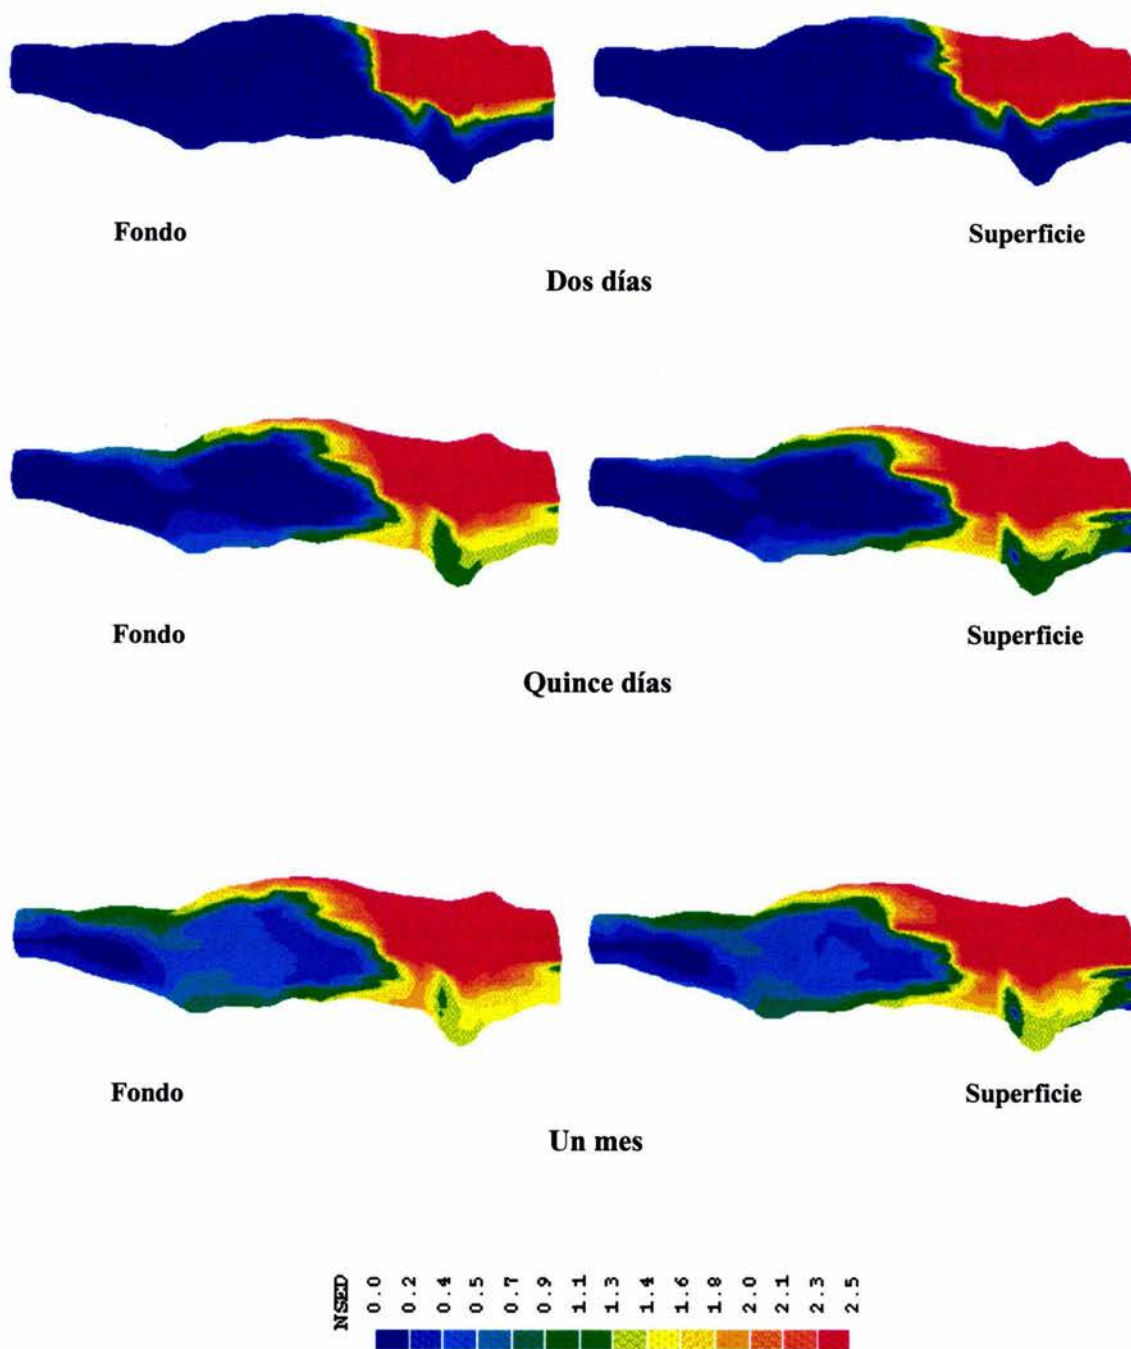 Fondo Superficie
Dos días
Fondo Superficie
Quince días
Fondo Superficie
Un mes
NSED 0.0 0.2 0.4 0.5 0.7 0.9 1.1 1.3 1.4 1.6 1.8 2.0 2.1 2.3 2.5